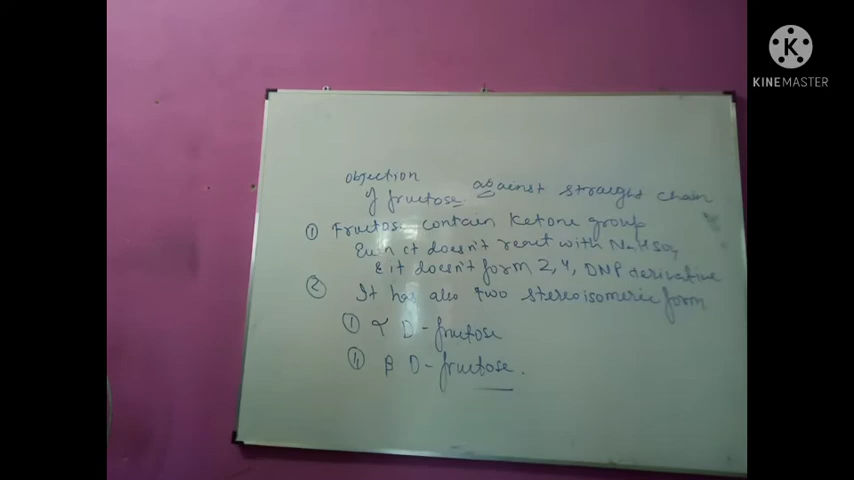 objection
of fructose against straight chain
① Fructose contain Ketone group
Even it doesn't react with NaHSO3
& it doesn't form 2,4, DNP derivative
② It has also two stereoisomeric form
① α D-fructose
⑪ β D-fructose.
K
KINEMASTER